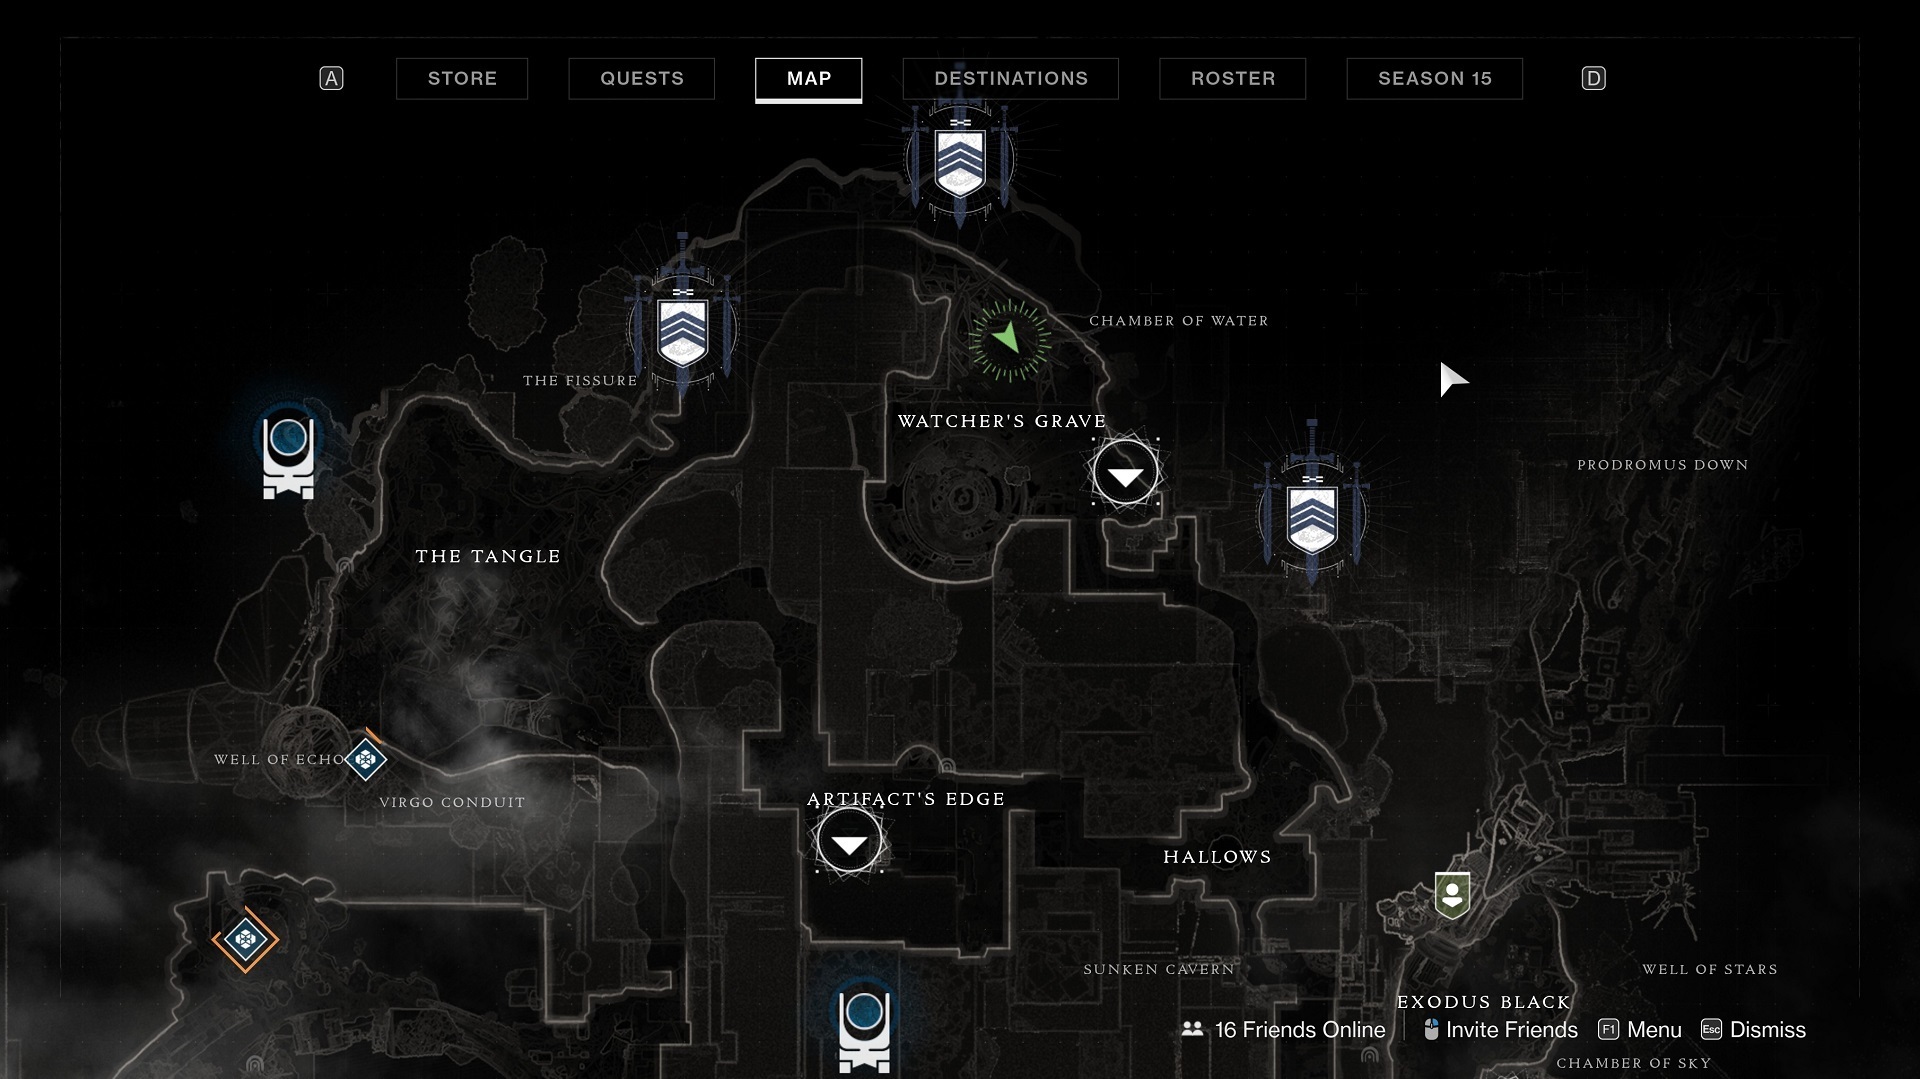 A STORE QUESTS MAP DESTINATIONS ROSTER SEASON 15 D
CHAMBER OF WATER
THE FISSURE
WATCHER'S GRAVE
PRODROMUS DOWN
THE TANGLE
WELL OF ECHO
VIRGO CONDUIT
ARTIFACT'S EDGE
HALLOWS
SUNKEN CAVERN
WELL OF STARS
EXODUS BLACK
16 Friends Online Invite Friends F1 Menu Esc Dismiss
CHAMBER OF SKY